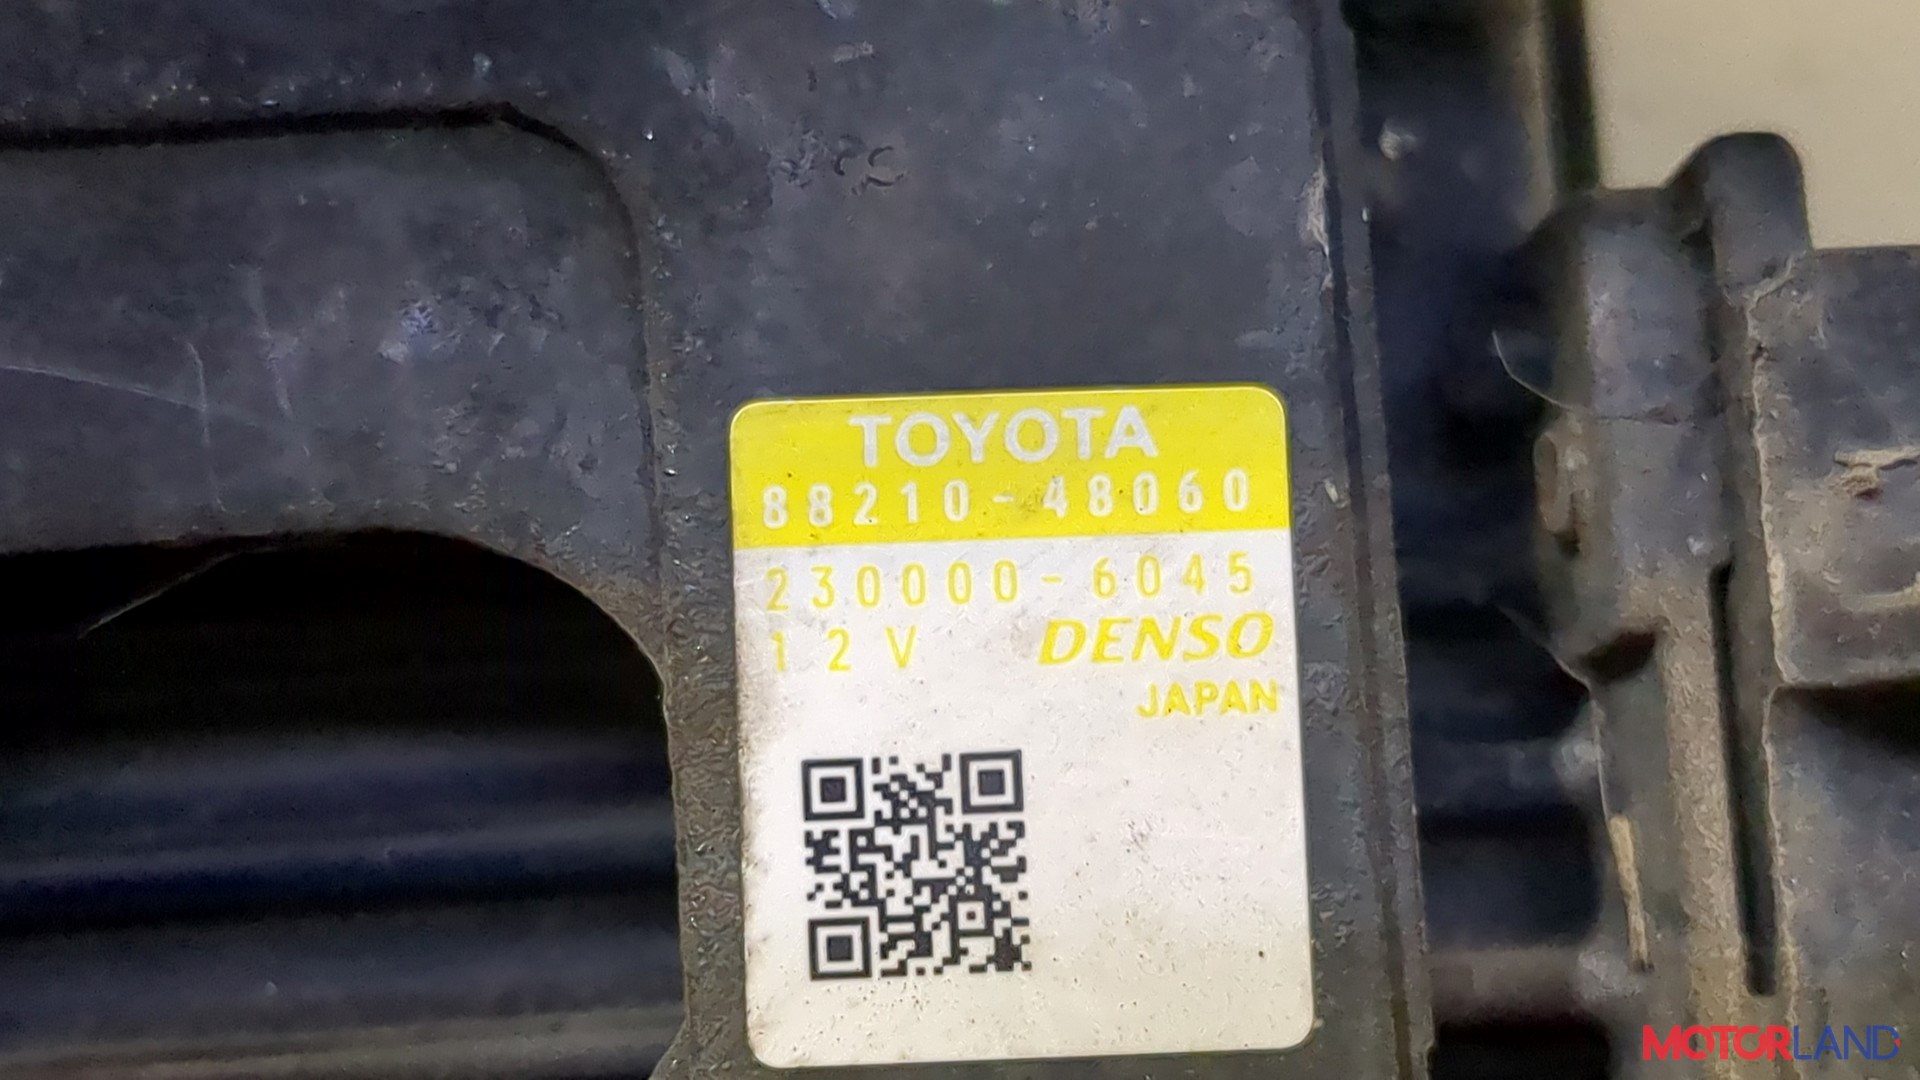 TOYOTA
88210-48060
230000-6045
12V DENSO
JAPAN
MOTORLAND